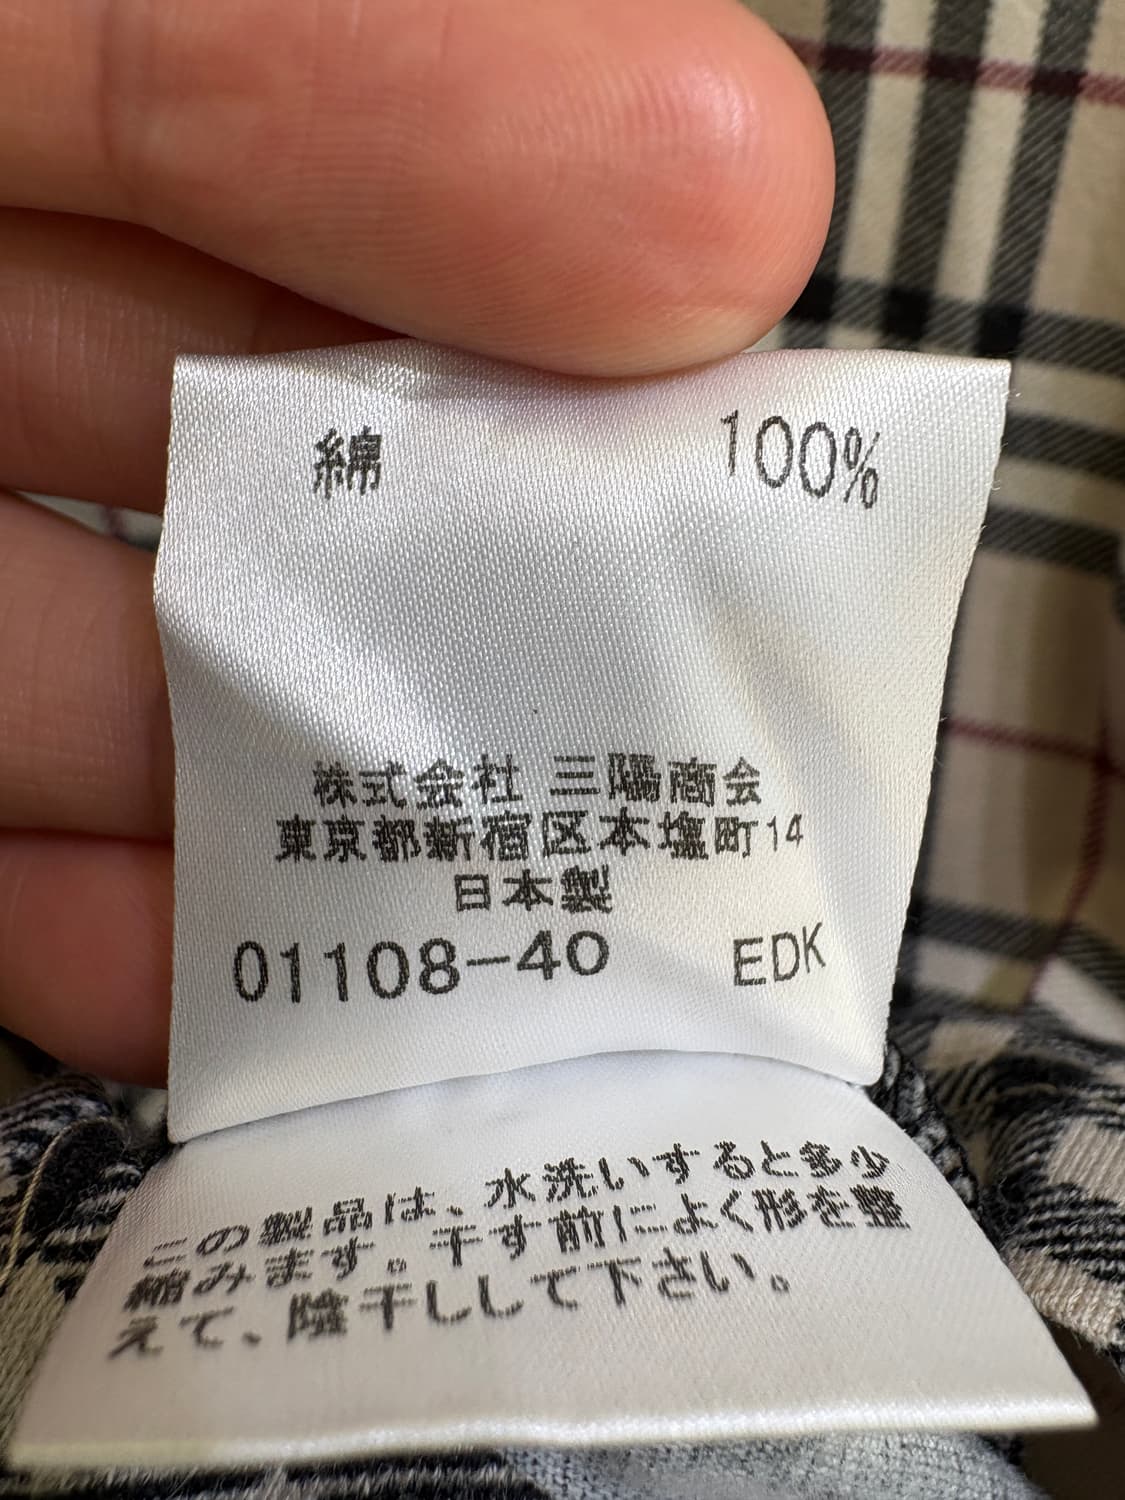 綿 100%
株式会社 三陽商会
東京都新宿区本塩町14
日本製
01108-40 EDK
この製品は、水洗いすると多少
縮みます。干す前によく形を整
えて、陰干しして下さい。